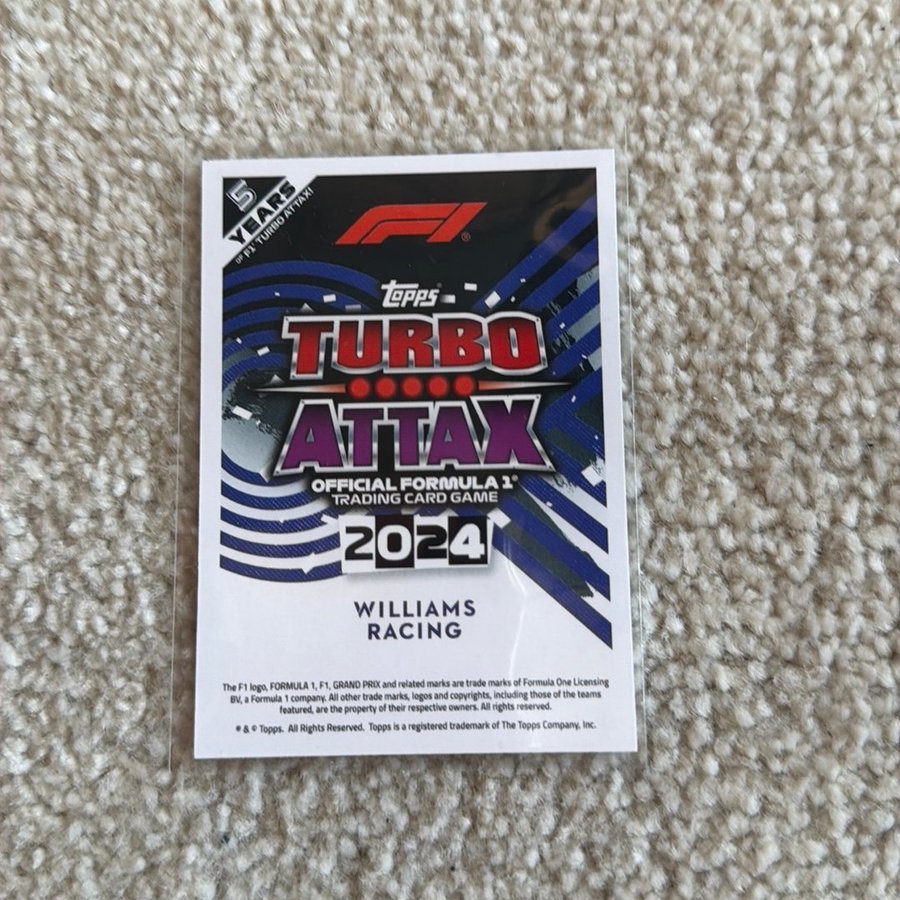 5
YEARS
OF F1® TURBO ATTAX!
F1®
Topps®
TURBO
ATTAX
OFFICIAL FORMULA 1®
TRADING CARD GAME
2024
WILLIAMS
RACING
The F1 logo, FORMULA 1, F1, GRAND PRIX and related marks are trade marks of Formula One Licensing
BV, a Formula 1 company. All other trade marks, logos and copyrights, including those of the teams
featured, are the property of their respective owners. All rights reserved.
® & © Topps. All Rights Reserved. Topps is a registered trademark of The Topps Company, Inc.